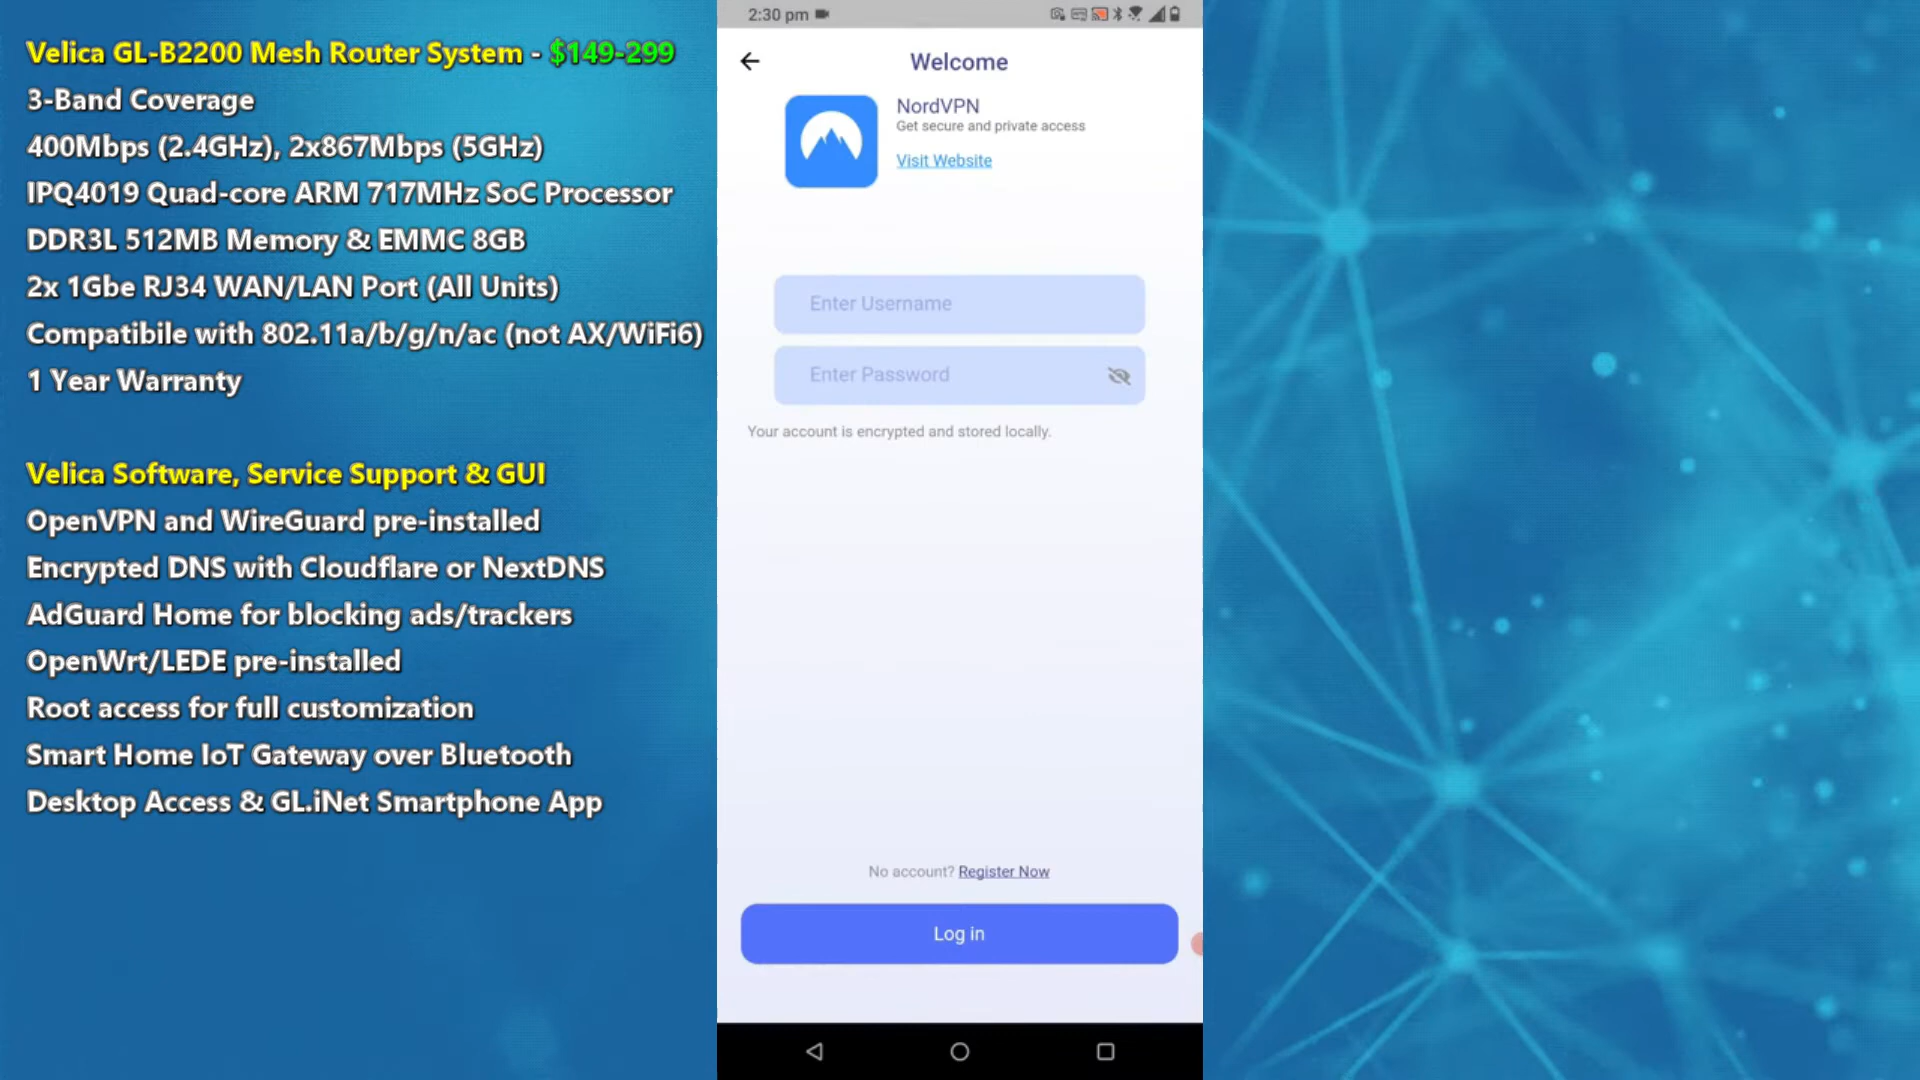 Velica GL-B2200 Mesh Router System - $149-299
3-Band Coverage
400Mbps (2.4GHz), 2x867Mbps (5GHz)
IPQ4019 Quad-core ARM 717MHz SoC Processor
DDR3L 512MB Memory & EMMC 8GB
2x 1Gbe RJ34 WAN/LAN Port (All Units)
Compatibile with 802.11a/b/g/n/ac (not AX/WiFi6)
1 Year Warranty
Velica Software, Service Support & GUI
OpenVPN and WireGuard pre-installed
Encrypted DNS with Cloudflare or NextDNS
AdGuard Home for blocking ads/trackers
OpenWrt/LEDE pre-installed
Root access for full customization
Smart Home IoT Gateway over Bluetooth
Desktop Access & GL.iNet Smartphone App
2:30 pm
Welcome
NordVPN
Get secure and private access
Visit Website
Enter Username
Enter Password
Your account is encrypted and stored locally.
No account? Register Now
Log in